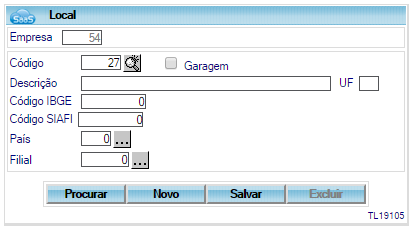 SaaS Local
Empresa 54
Código 27 Garagem
Descrição UF
Código IBGE 0
Código SIAFI 0
País 0 ...
Filial 0 ...
Procurar Novo Salvar Excluir
TL19105